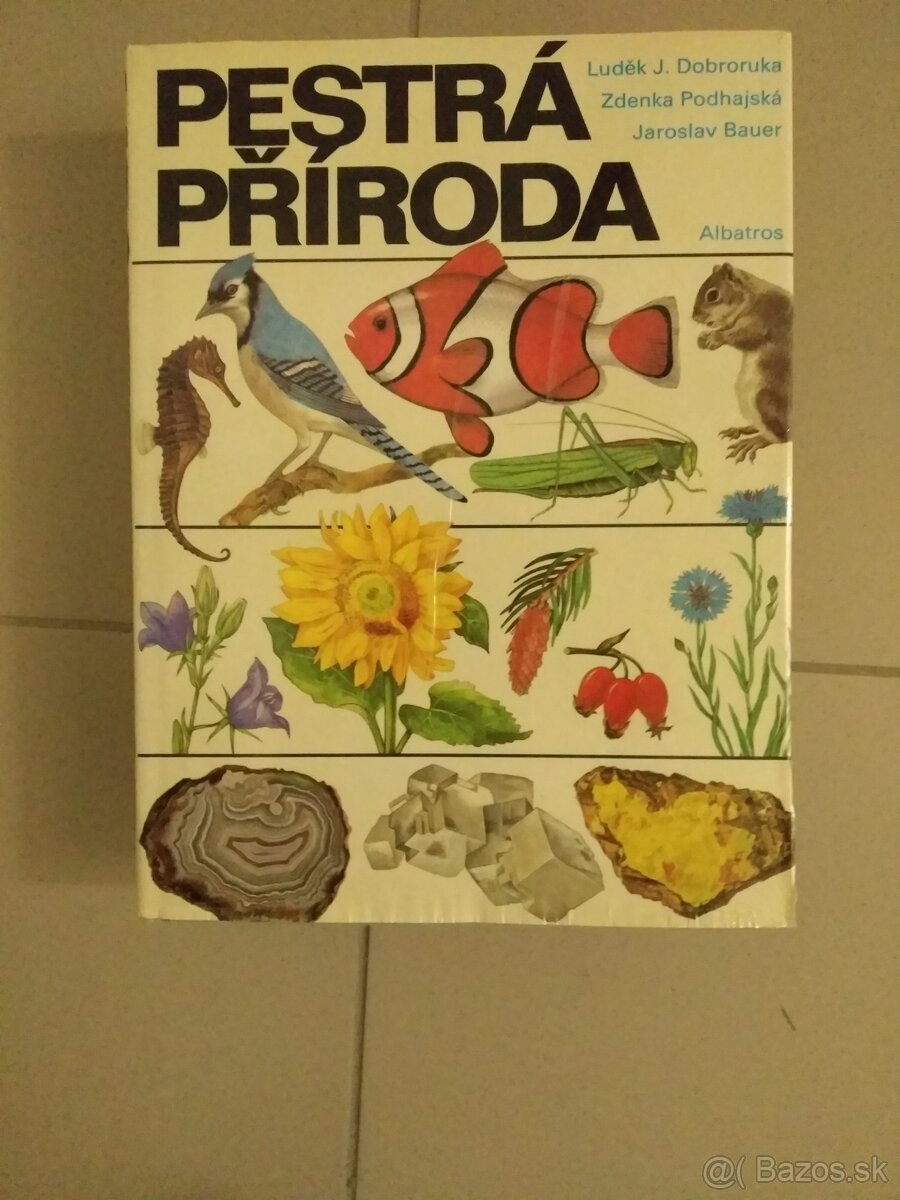 PESTRÁ
PŘÍRODA
Luděk J. Dobroruka
Zdenka Podhajská
Jaroslav Bauer
Albatros
@( Bazos.sk